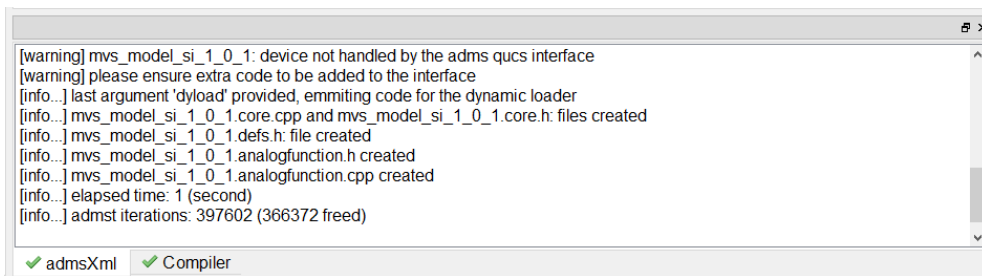 [warning] mvs_model_si_1_0_1: device not handled by the adms qucs interface
[warning] please ensure extra code to be added to the interface
[info...] last argument 'dyload' provided, emmiting code for the dynamic loader
[info...] mvs_model_si_1_0_1.core.cpp and mvs_model_si_1_0_1.core.h: files created
[info...] mvs_model_si_1_0_1.defs.h: file created
[info...] mvs_model_si_1_0_1.analogfunction.h created
[info...] mvs_model_si_1_0_1.analogfunction.cpp created
[info...] elapsed time: 1 (second)
[info...] admst iterations: 397602 (366372 freed)
admsXml Compiler